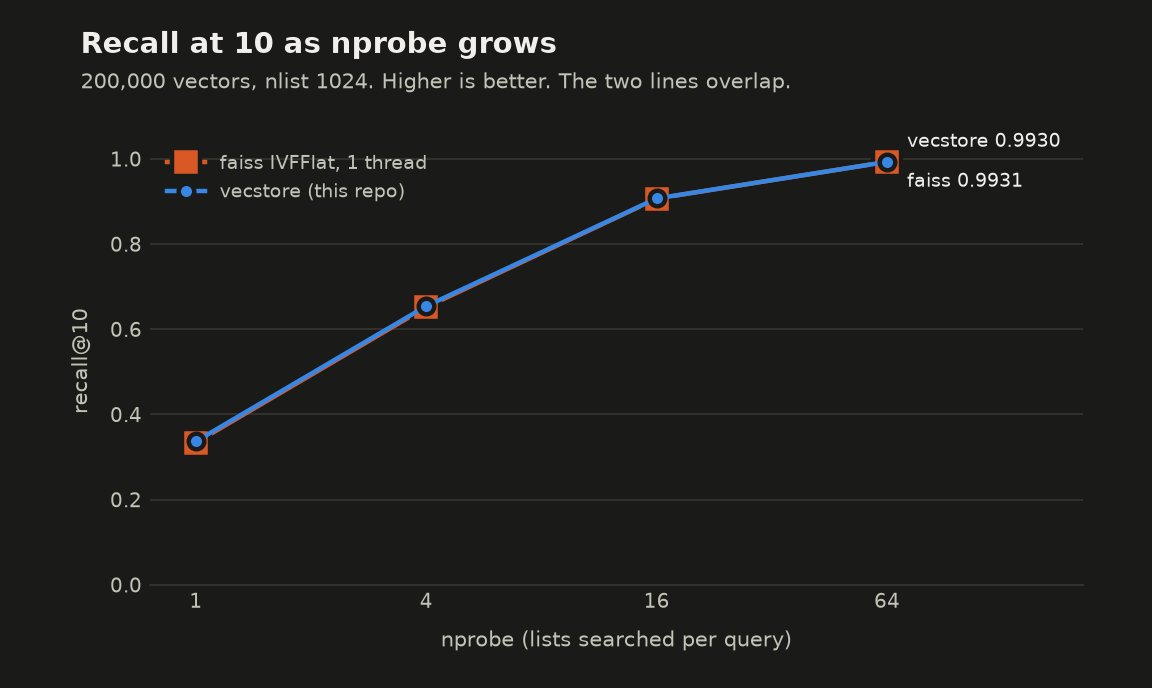 Recall at 10 as nprobe grows
200,000 vectors, nlist 1024. Higher is better. The two lines overlap.
vecstore 0.9930
faiss 0.9931
faiss IVFFlat, 1 thread
vecstore (this repo)
1.0
0.8
0.6
0.4
0.2
0.0
recall@10
1 4 16 64
nprobe (lists searched per query)